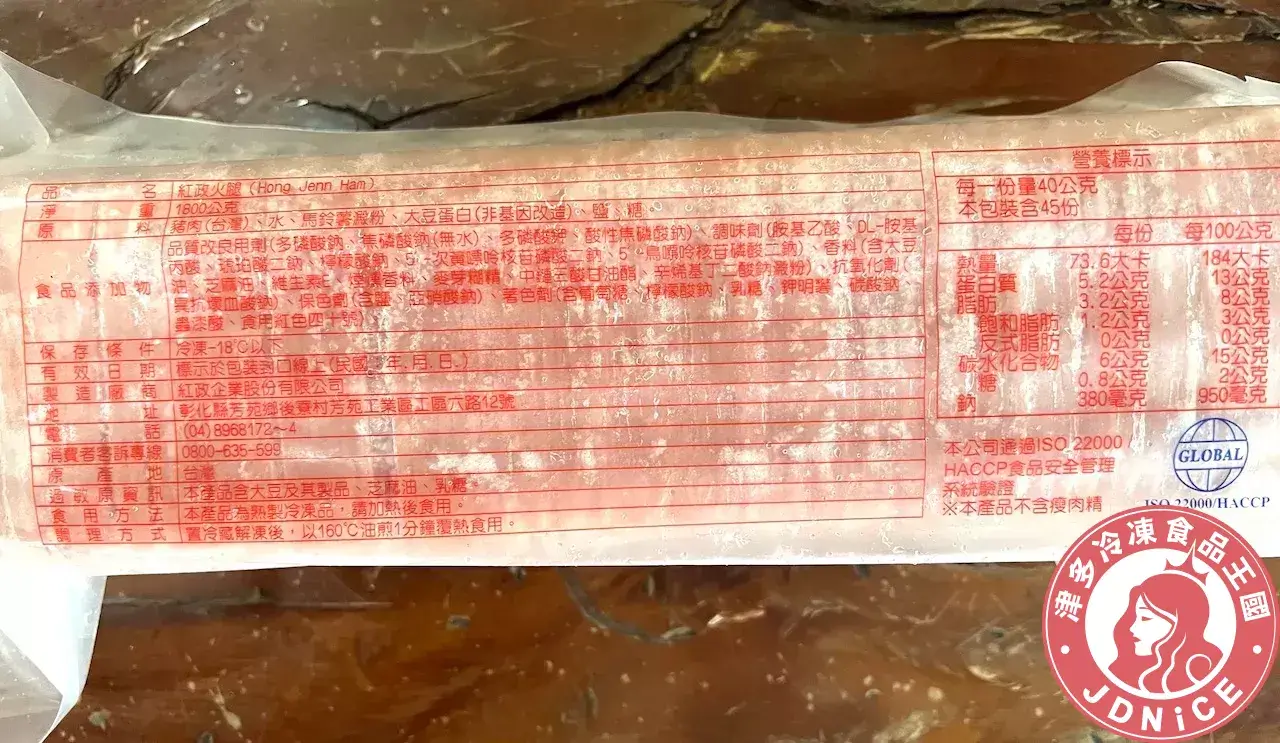 品名 紅政火腿 (Hong Jenn Ham)
淨重 1800公克
原料 豬肉(台灣)、水、馬鈴薯澱粉、大豆蛋白(非基因改造)、鹽、糖。
食品添加物 品質改良用劑(多磷酸鈉、焦磷酸鈉(無水)、多磷酸鉀、酸性焦磷酸鈉)、調味劑(胺基乙酸、DL-胺基
丙酸、琥珀酸二鈉、檸檬酸鈉、5'-次黃嘌呤核苷磷酸二鈉、5'-鳥嘌呤核苷磷酸二鈉)、香料(含大豆
油、芝麻油、維生素E、煙燻香料、麥芽糊精、中鏈三酸甘油酯、辛烯基丁二酸鈉澱粉)、抗氧化劑(
異抗壞血酸鈉)、保色劑(含鹽、亞硝酸鈉)、著色劑(含葡萄糖、檸檬酸鈉、乳糖、鉀明礬、碳酸鈉、
蟲漆酸、食用紅色四十號)
保存條件 冷凍-18℃以下
有效日期 標示於包裝封口線上(民國 年.月.日.)
製造廠商 紅政企業股份有限公司
地址 彰化縣芳苑鄉後寮村芳苑工業區工區六路12號
電話 (04)8968172~4
消費者客訴專線 0800-635-599
原產地 台灣
過敏原資訊 本產品含大豆及其製品、芝麻油、乳糖。
食用方法 本產品為熟製冷凍品，請加熱後食用。
調理方式 置冷藏解凍後，以160℃油煎1分鐘覆熱食用。
營養標示
每一份量40公克
本包裝含45份
每份 每100公克
熱量 73.6大卡 184大卡
蛋白質 5.2公克 13公克
脂肪 3.2公克 8公克
飽和脂肪 1.2公克 3公克
反式脂肪 0公克 0公克
碳水化合物 6公克 15公克
糖 0.8公克 2公克
鈉 380毫克 950毫克
本公司通過ISO 22000 /
HACCP食品安全管理
系統驗證
※本產品不含瘦肉精
GLOBAL
ISO 22000/HACCP
津多冷凍食品王國
JDNiCE